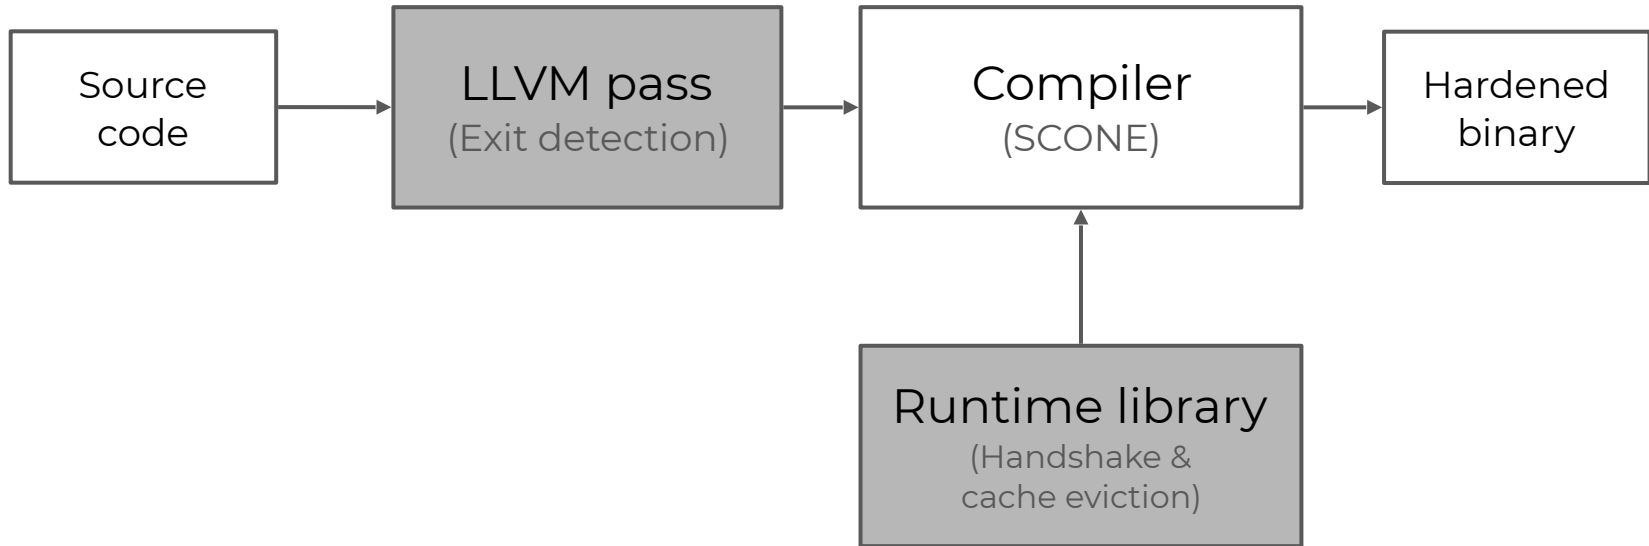 Source
code
LLVM pass
(Exit detection)
Compiler
(SCONE)
Hardened
binary
Runtime library
(Handshake &
cache eviction)